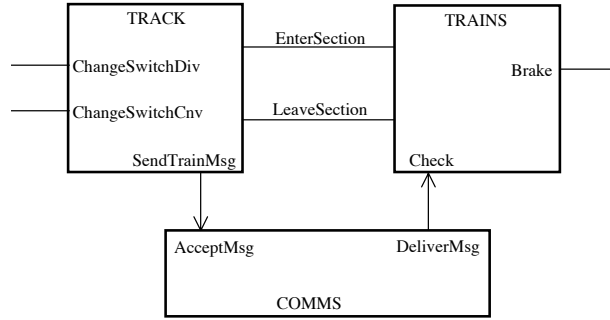 TRACK
TRAINS
EnterSection
ChangeSwitchDiv
Brake
ChangeSwitchCnv
LeaveSection
SendTrainMsg
Check
AcceptMsg
DeliverMsg
COMMS